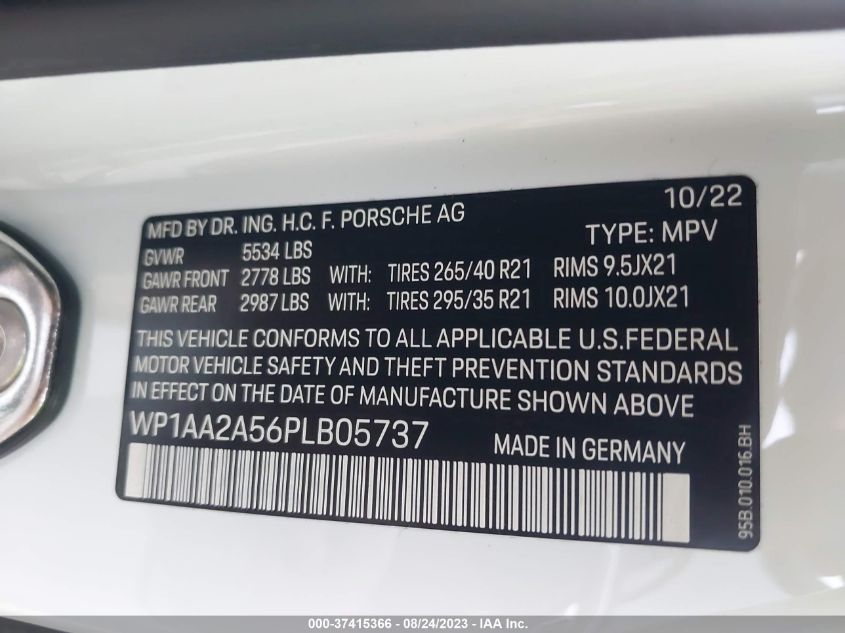 10/22
MFD BY DR. ING. H.C. F. PORSCHE AG
TYPE: MPV
GVWR 5534 LBS
GAWR FRONT 2778 LBS WITH: TIRES 265/40 R21 RIMS 9.5JX21
GAWR REAR 2987 LBS WITH: TIRES 295/35 R21 RIMS 10.0JX21
THIS VEHICLE CONFORMS TO ALL APPLICABLE U.S.FEDERAL
MOTOR VEHICLE SAFETY AND THEFT PREVENTION STANDARDS
IN EFFECT ON THE DATE OF MANUFACTURE SHOWN ABOVE
WP1AA2A56PLB05737
MADE IN GERMANY
95B.010.016.BH
000-37415366 - 08/24/2023 - IAA Inc.